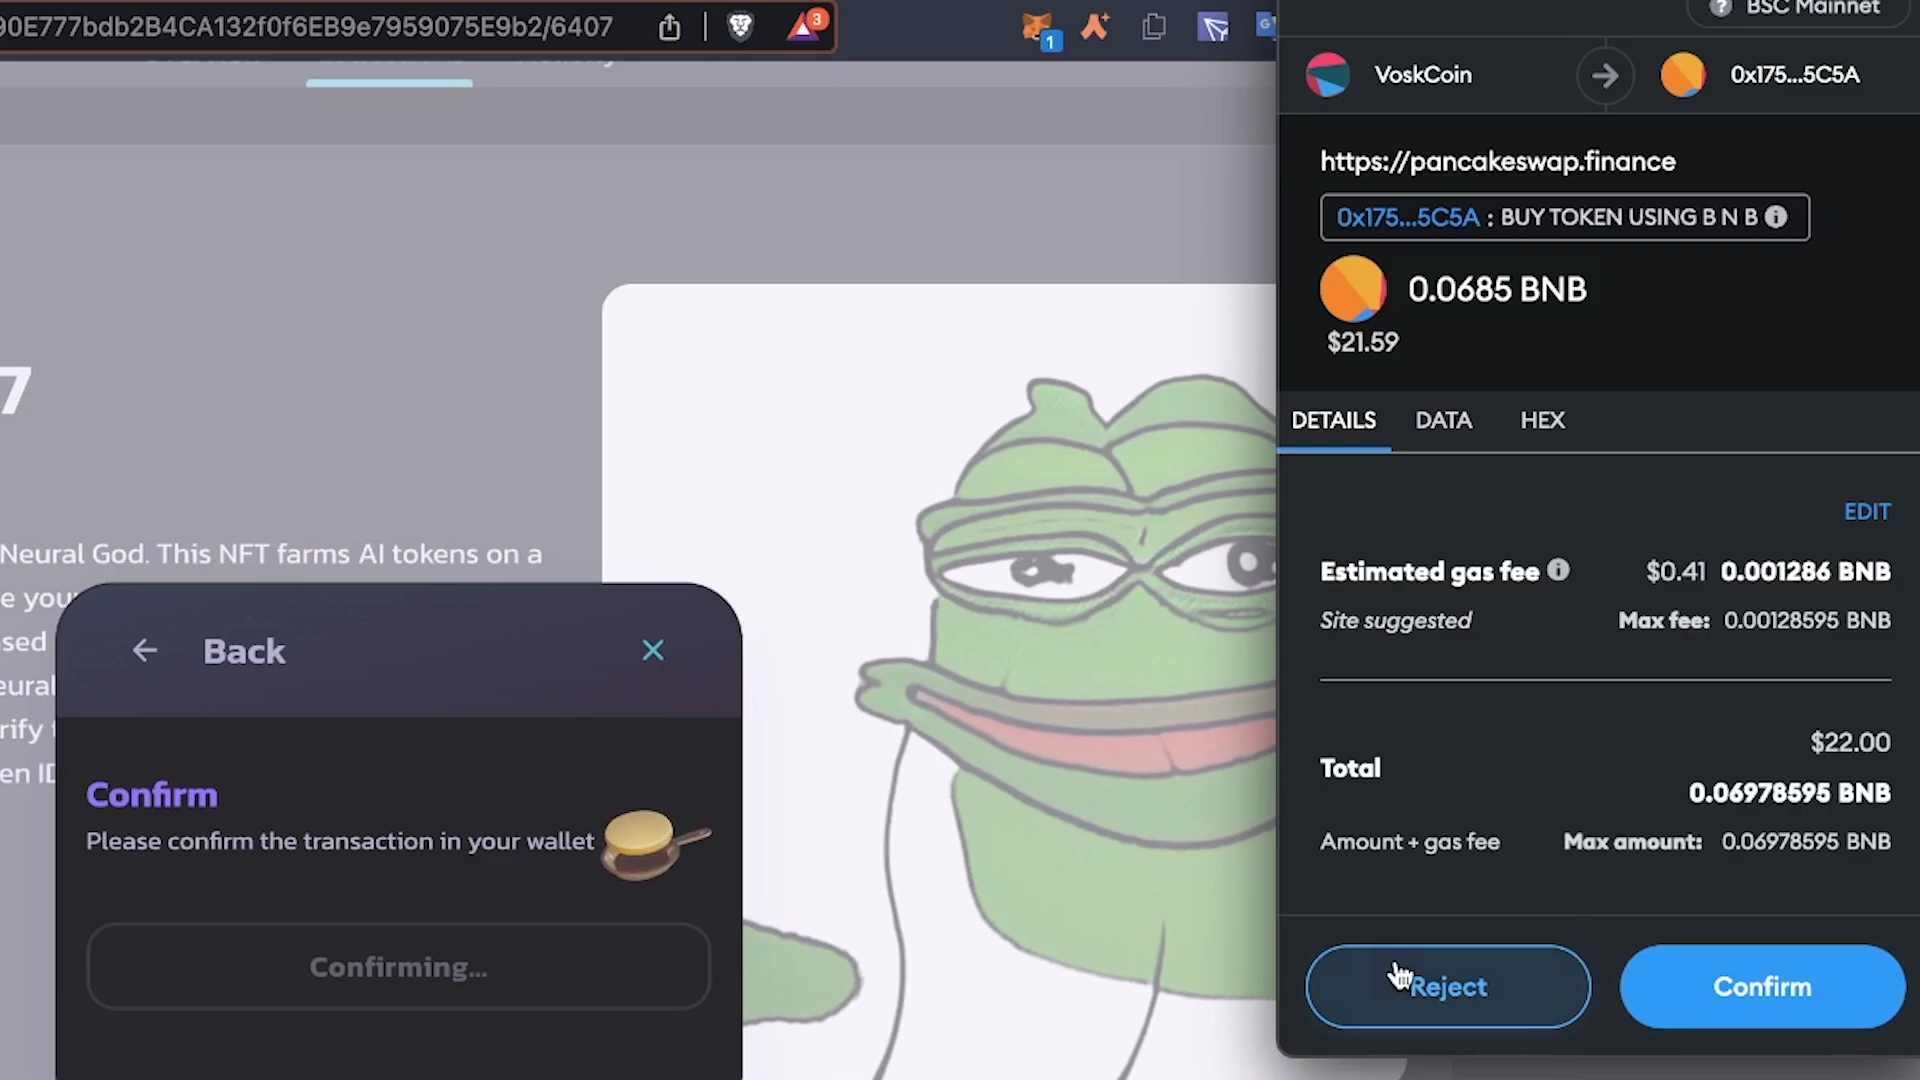 90E777bdb2B4CA132f0f6EB9e7959075E9b2/6407
3
1
G
7
Neural God. This NFT farms AI tokens on a
e your
sed
eural
rify
en ID
Back
Confirm
Please confirm the transaction in your wallet
Confirming...
BSC Mainnet
VoskCoin
0x175...5C5A
https://pancakeswap.finance
0x175...5C5A : BUY TOKEN USING B N B
0.0685 BNB
$21.59
DETAILS DATA HEX
EDIT
Estimated gas fee $0.41 0.001286 BNB
Site suggested Max fee: 0.00128595 BNB
$22.00
Total
0.06978595 BNB
Amount + gas fee Max amount: 0.06978595 BNB
Reject Confirm